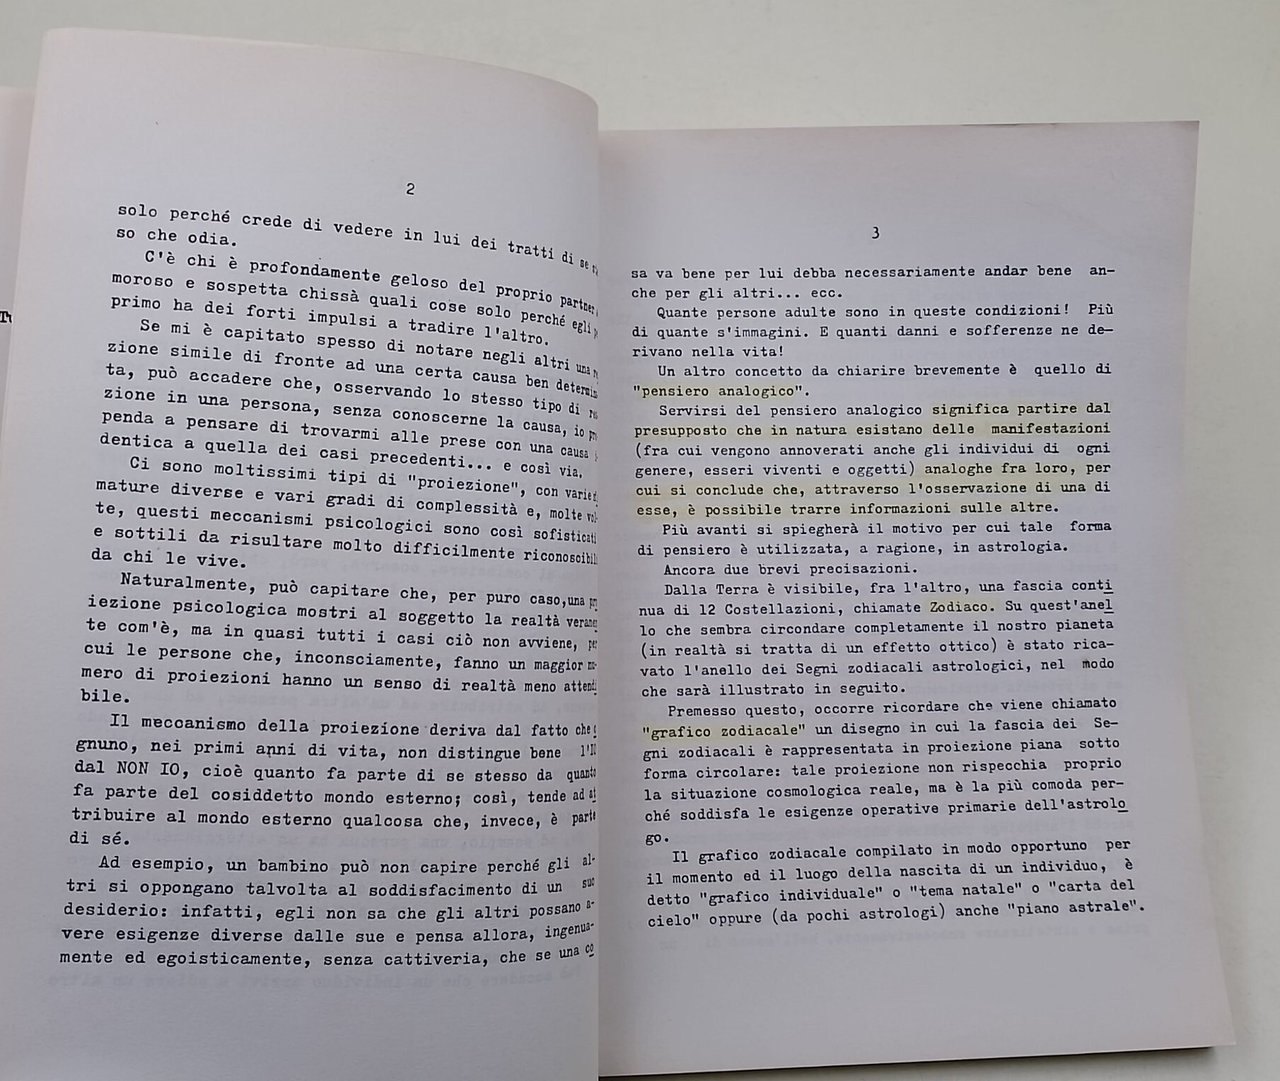 2
solo perché crede di vedere in lui dei tratti di se
so che odia.
C'è chi è profondamente geloso del proprio partner
moroso e sospetta chissà quali cose solo perché egli
primo ha dei forti impulsi a tradire l'altro.
Se mi è capitato spesso di notare negli altri una
zione simile di fronte ad una certa causa ben determi
ta, può accadere che, osservando lo stesso tipo di
zione in una persona, senza conoscerne la causa, io
penda a pensare di trovarmi alle prese con una causa
dentica a quella dei casi precedenti... e così via.
Ci sono moltissimi tipi di "proiezione", con varie
mature diverse e vari gradi di complessità e, molte vol-
te, questi meccanismi psicologici sono così sofisticati
e sottili da risultare molto difficilmente riconoscibili
da chi le vive.
Naturalmente, può capitare che, per puro caso,una
iezione psicologica mostri al soggetto la realtà veramen
te com'è, ma in quasi tutti i casi ciò non avviene, per
cui le persone che, inconsciamente, fanno un maggior nu-
mero di proiezioni hanno un senso di realtà meno attendi
bile.
Il meccanismo della proiezione deriva dal fatto che o
gnuno, nei primi anni di vita, non distingue bene l'IO
dal NON IO, cioè quanto fa parte di se stesso da quanto
fa parte del cosiddetto mondo esterno; così, tende ad at
tribuire al mondo esterno qualcosa che, invece, è parte
di sé.
Ad esempio, un bambino può non capire perché gli al-
tri si oppongano talvolta al soddisfacimento di un suo
desiderio: infatti, egli non sa che gli altri possano a-
vere esigenze diverse dalle sue e pensa allora, ingenua-
mente ed egoisticamente, senza cattiveria, che se una co
3
sa va bene per lui debba necessariamente andar bene an-
che per gli altri... ecc.
Quante persone adulte sono in queste condizioni! Più
di quante s'immagini. E quanti danni e sofferenze ne de-
rivano nella vita!
Un altro concetto da chiarire brevemente è quello di
"pensiero analogico".
Servirsi del pensiero analogico significa partire dal
presupposto che in natura esistano delle manifestazioni
(fra cui vengono annoverati anche gli individui di ogni
genere, esseri viventi e oggetti) analoghe fra loro, per
cui si conclude che, attraverso l'osservazione di una di
esse, è possibile trarre informazioni sulle altre.
Più avanti si spiegherà il motivo per cui tale forma
di pensiero è utilizzata, a ragione, in astrologia.
Ancora due brevi precisazioni.
Dalla Terra è visibile, fra l'altro, una fascia conti
nua di 12 Costellazioni, chiamate Zodiaco. Su quest'anel
lo che sembra circondare completamente il nostro pianeta
(in realtà si tratta di un effetto ottico) è stato rica-
vato l'anello dei Segni zodiacali astrologici, nel modo
che sarà illustrato in seguito.
Premesso questo, occorre ricordare che viene chiamato
"grafico zodiacale" un disegno in cui la fascia dei Se-
gni zodiacali è rappresentata in proiezione piana sotto
forma circolare: tale proiezione non rispecchia proprio
la situazione cosmologica reale, ma è la più comoda per-
ché soddisfa le esigenze operative primarie dell'astrolo
go.
Il grafico zodiacale compilato in modo opportuno per
il momento ed il luogo della nascita di un individuo, è
detto "grafico individuale" o "tema natale" o "carta del
cielo" oppure (da pochi astrologi) anche "piano astrale".